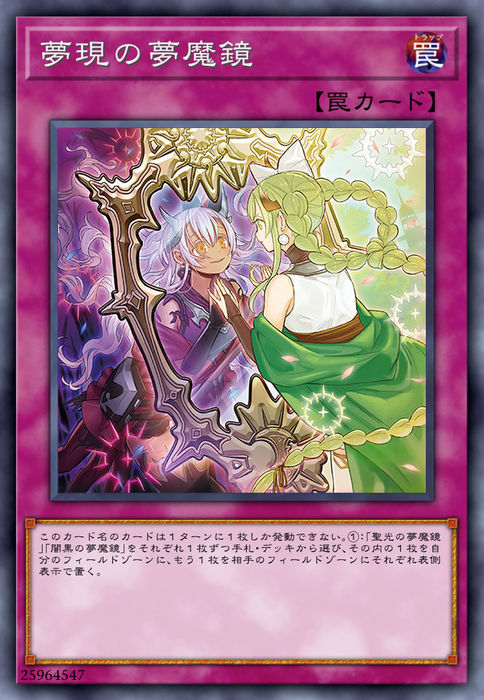 夢現の夢魔鏡
トラップ
罠
【罠カード】
このカード名のカードは1ターンに1枚しか発動できない。①:「聖光の夢魔鏡
」「闇黒の夢魔鏡」をそれぞれ1枚ずつ手札・デッキから選び、その内の1枚を自
分のフィールドゾーンに、もう1枚を相手のフィールドゾーンにそれぞれ表側
表示で置く。
25964547